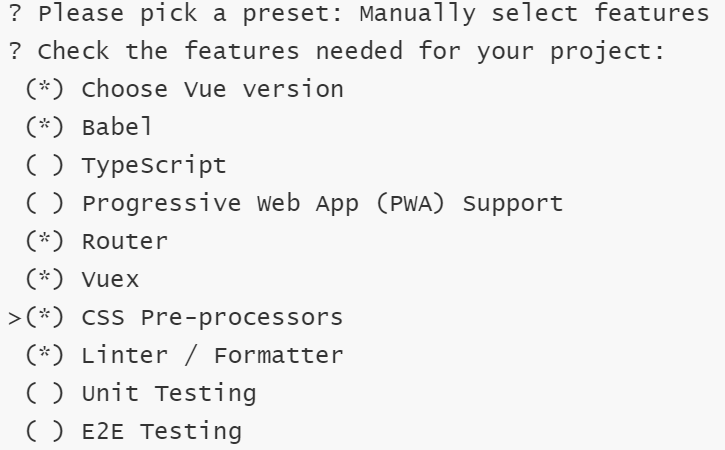 ? Please pick a preset: Manually select features
? Check the features needed for your project:
 (*) Choose Vue version
 (*) Babel
 ( ) TypeScript
 ( ) Progressive Web App (PWA) Support
 (*) Router
 (*) Vuex
>(*) CSS Pre-processors
 (*) Linter / Formatter
 ( ) Unit Testing
 ( ) E2E Testing